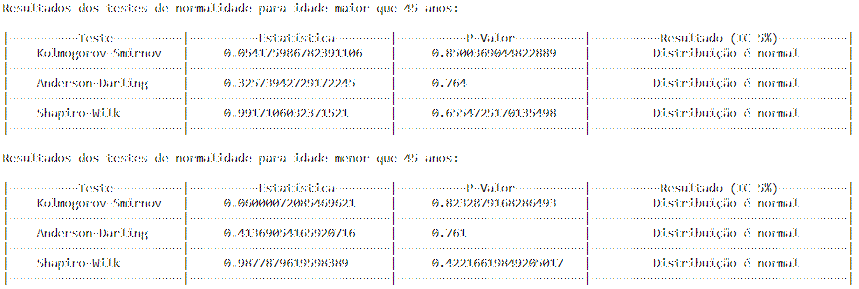 Resultados dos testes de normalidade para idade maior que 45 anos:
Teste | Estatística | P-Valor | Resultado (IC 5%)
Kolmogorov-Smirnov | 0.054175986782391106 | 0.8500369044822889 | Distribuição é normal
Anderson-Darling | 0.32573942729172245 | 0.764 | Distribuição é normal
Shapiro-Wilk | 0.9917106032371521 | 0.6554725170135498 | Distribuição é normal
Resultados dos testes de normalidade para idade menor que 45 anos:
Teste | Estatística | P-Valor | Resultado (IC 5%)
Kolmogorov-Smirnov | 0.06000072085469621 | 0.8232879168286493 | Distribuição é normal
Anderson-Darling | 0.41369054165920716 | 0.761 | Distribuição é normal
Shapiro-Wilk | 0.9877879619598389 | 0.42216619849205017 | Distribuição é normal